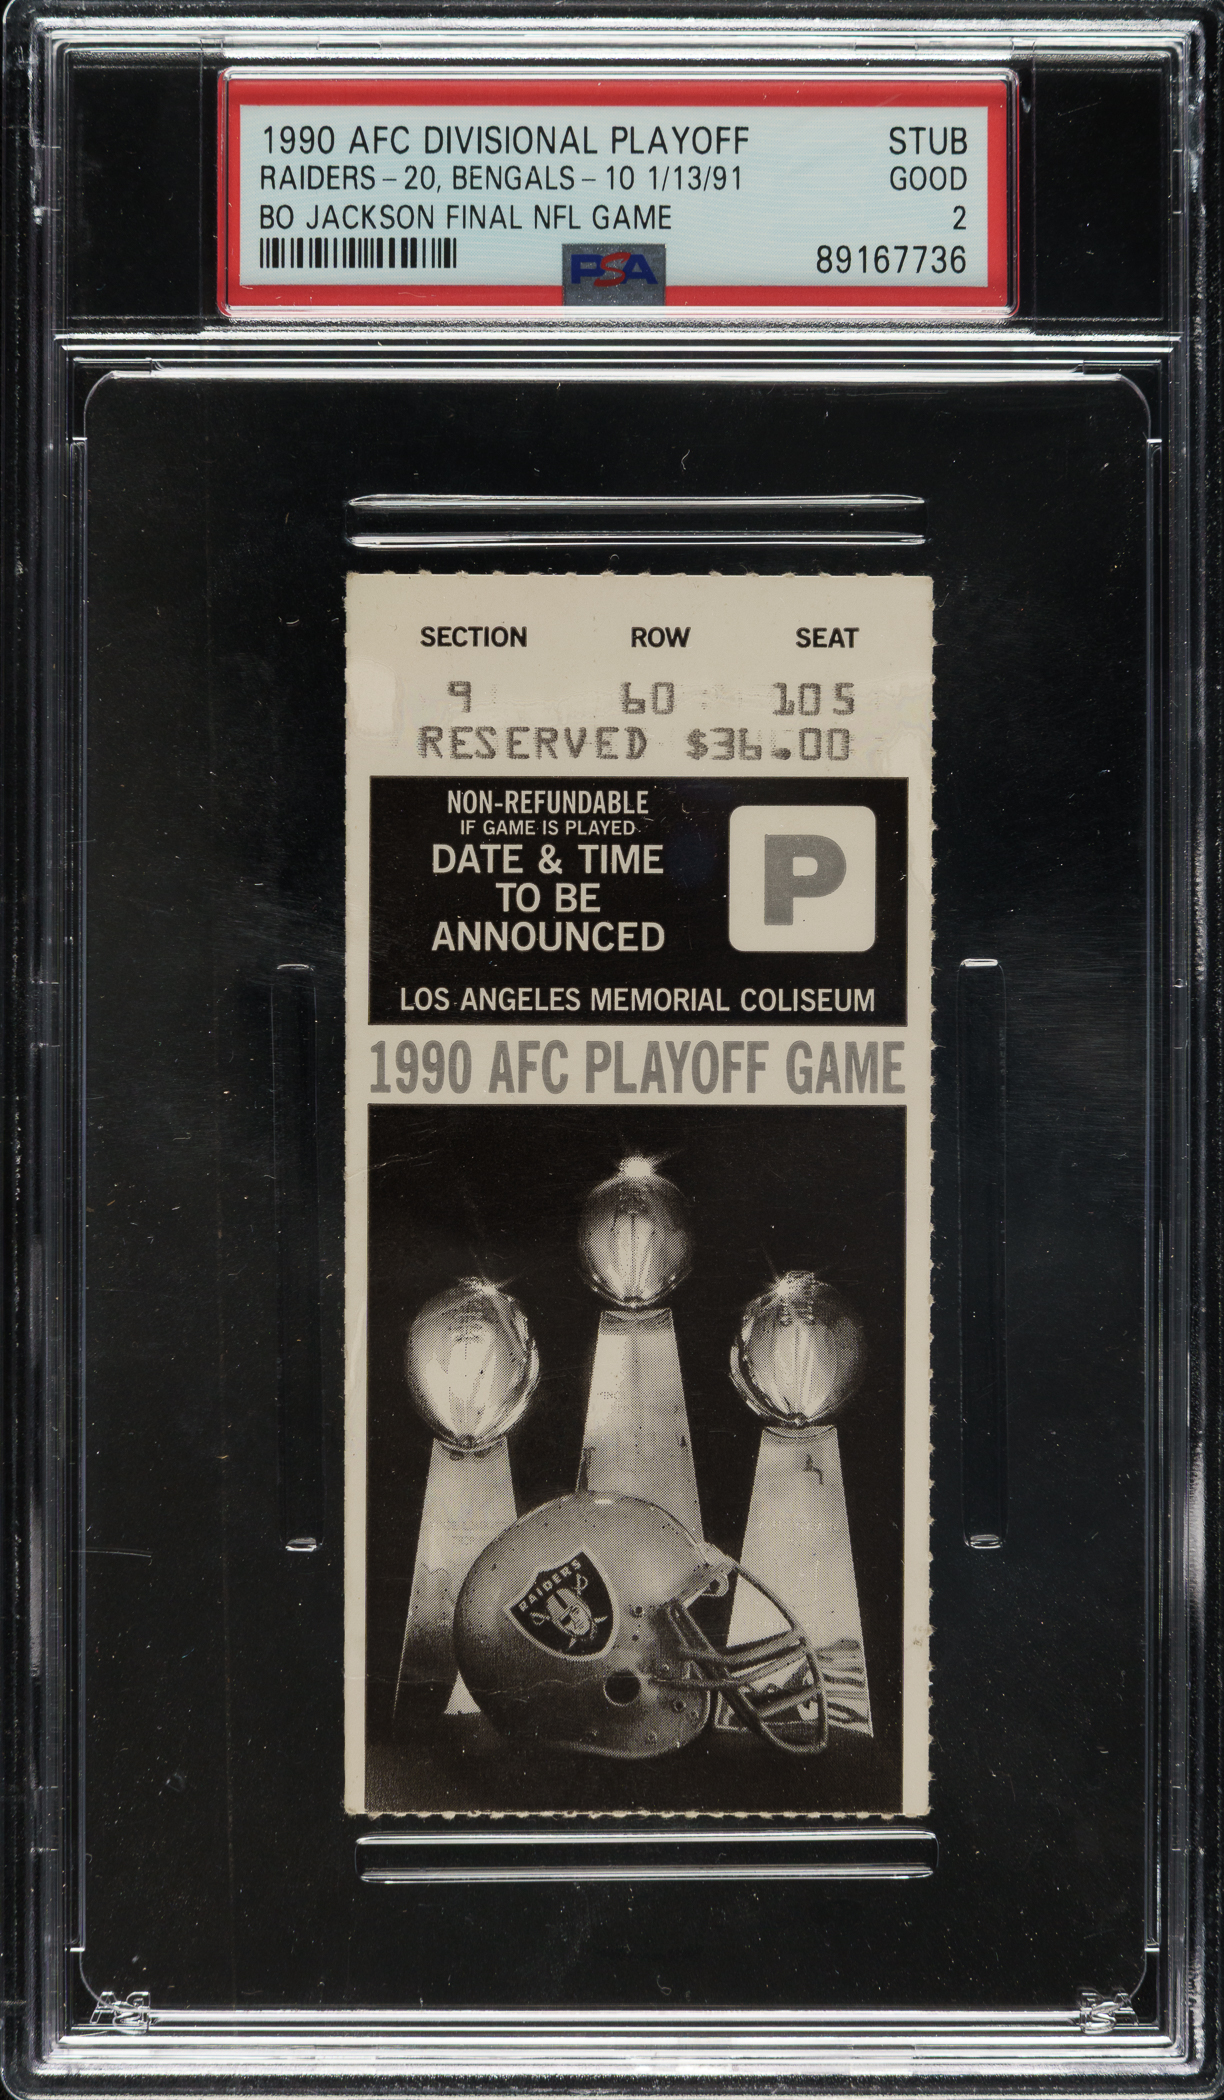 1990 AFC DIVISIONAL PLAYOFF STUB
RAIDERS – 20, BENGALS – 10 1/13/91 GOOD
BO JACKSON FINAL NFL GAME 2
PSA 89167736
SECTION ROW SEAT
9 60 105
RESERVED $36.00
NON-REFUNDABLE
IF GAME IS PLAYED
DATE & TIME
TO BE
ANNOUNCED
P
LOS ANGELES MEMORIAL COLISEUM
1990 AFC PLAYOFF GAME
RAIDERS